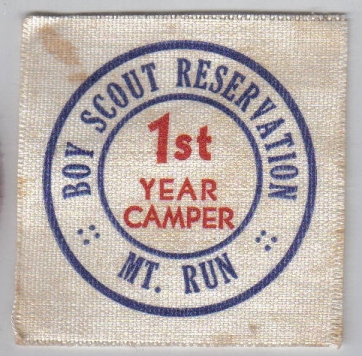 BOY SCOUT RESERVATION
1st
YEAR
CAMPER
MT. RUN